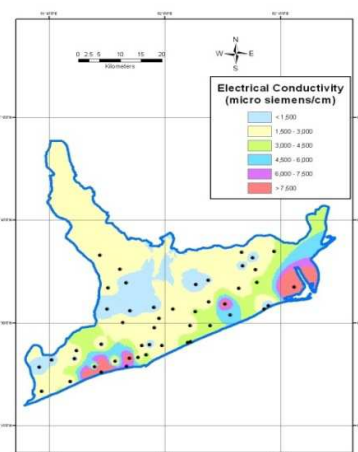 N
W E
S
0 2.5 5 10 15 20
Kilometers
Electrical Conductivity
(micro siemens/cm)
<1,500
1,500 - 3,000
3,000 - 4,500
4,500 - 6,000
6,000 - 7,500
>7,500